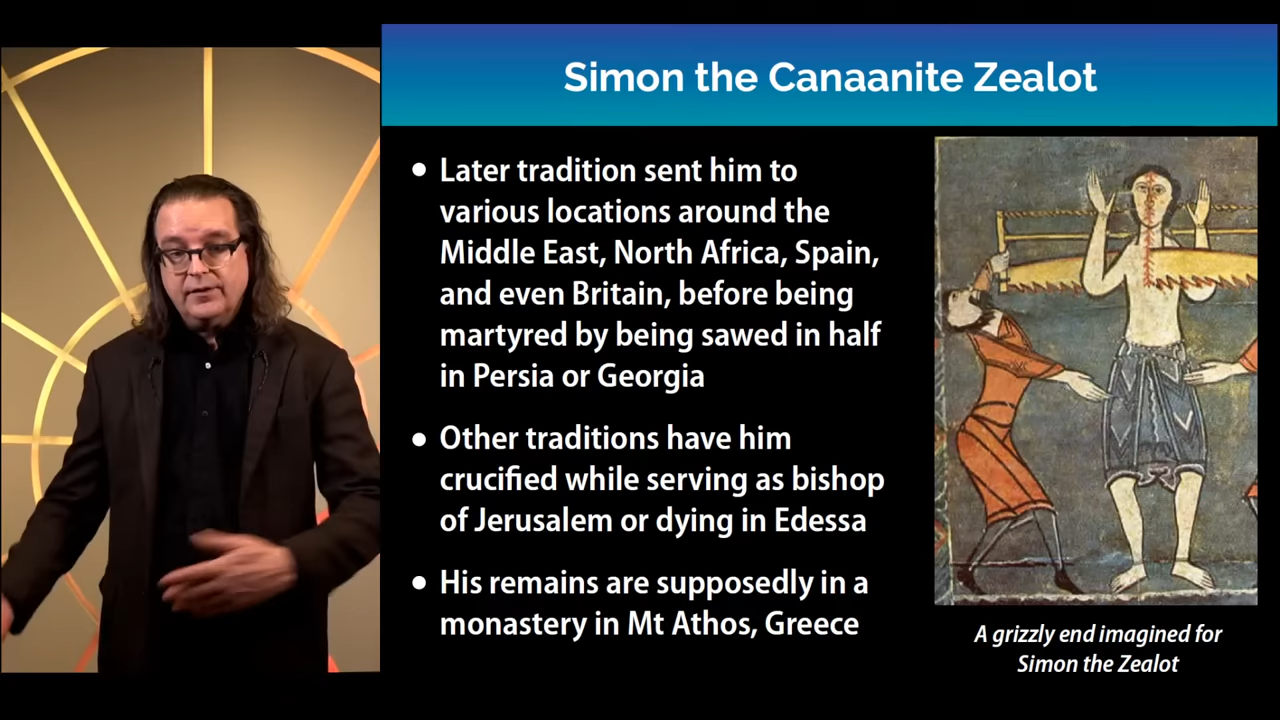 Simon the Canaanite Zealot
• Later tradition sent him to
various locations around the
Middle East, North Africa, Spain,
and even Britain, before being
martyred by being sawed in half
in Persia or Georgia
• Other traditions have him
crucified while serving as bishop
of Jerusalem or dying in Edessa
• His remains are supposedly in a
monastery in Mt Athos, Greece
A grizzly end imagined for
Simon the Zealot